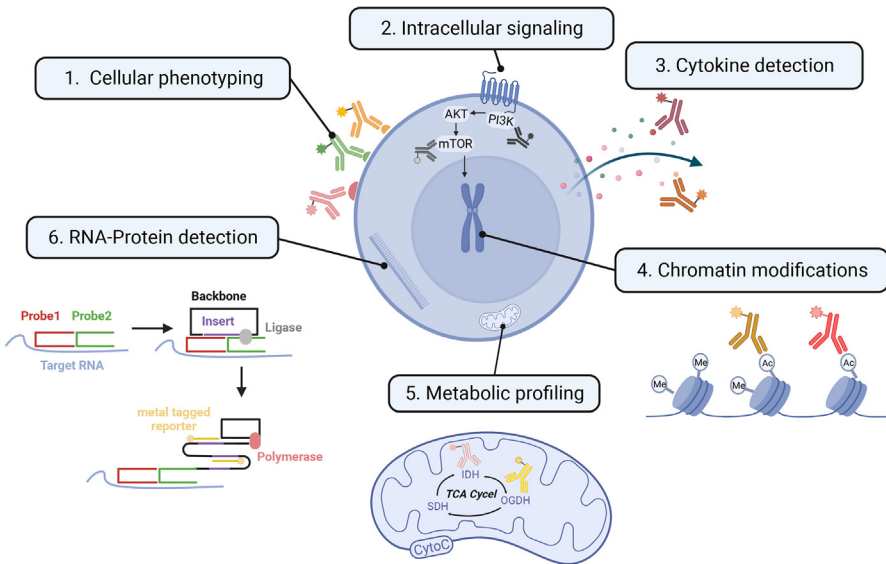 2. Intracellular signaling
1. Cellular phenotyping
3. Cytokine detection
AKT
PI3K
mTOR
6. RNA-Protein detection
4. Chromatin modifications
Backbone
Probe1
Probe2
Insert
Ligase
Target RNA
Me
Me
Me
Ac
Ac
5. Metabolic profiling
metal tagged
reporter
Polymerase
IDH
TCA Cycel
SDH
OGDH
CytoC